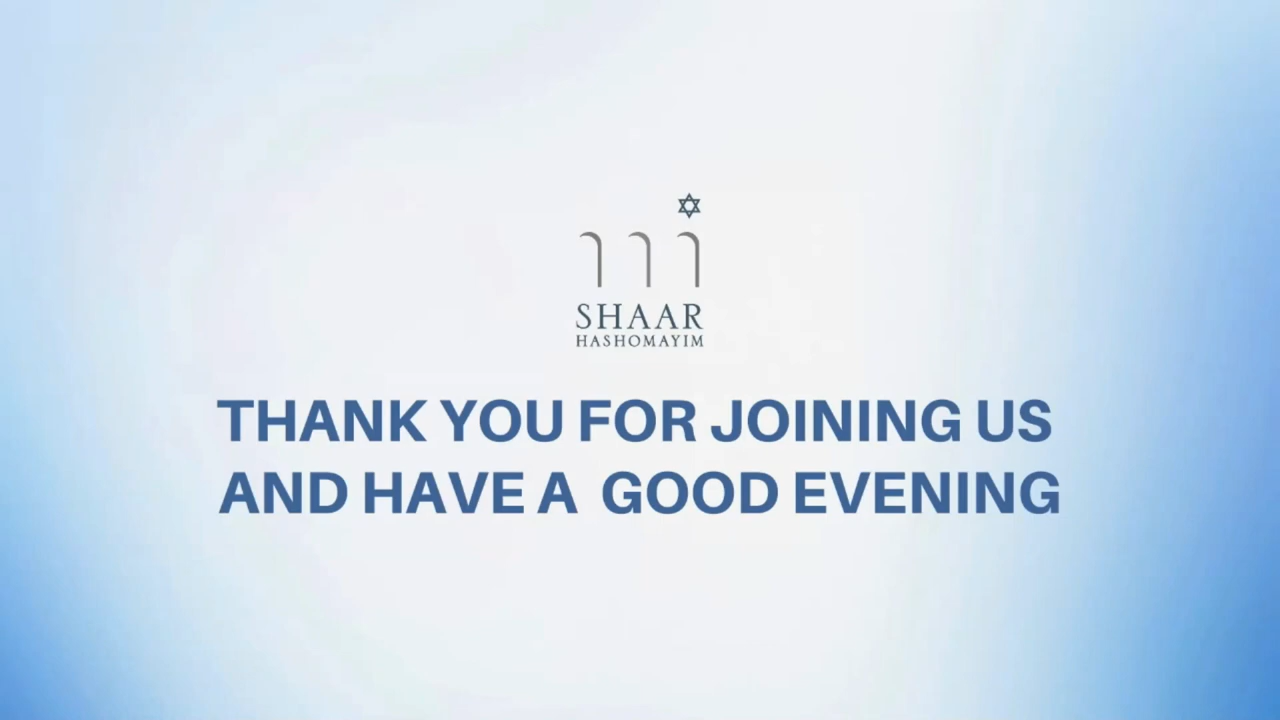 SHAAR
HASHOMAYIM
THANK YOU FOR JOINING US
AND HAVE A  GOOD EVENING